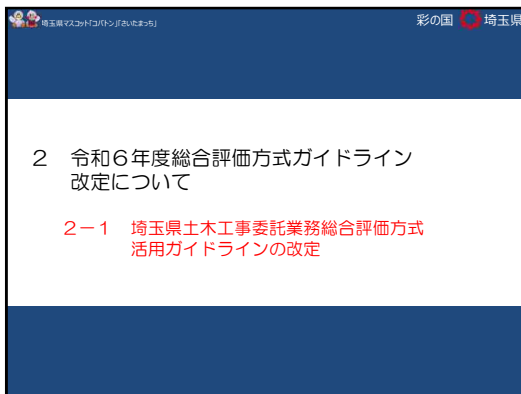 埼玉県マスコット「コバトン」「さいたまっち」
彩の国 埼玉県
２ 令和６年度総合評価方式ガイドライン
改定について
２－１ 埼玉県土木工事委託業務総合評価方式
活用ガイドラインの改定